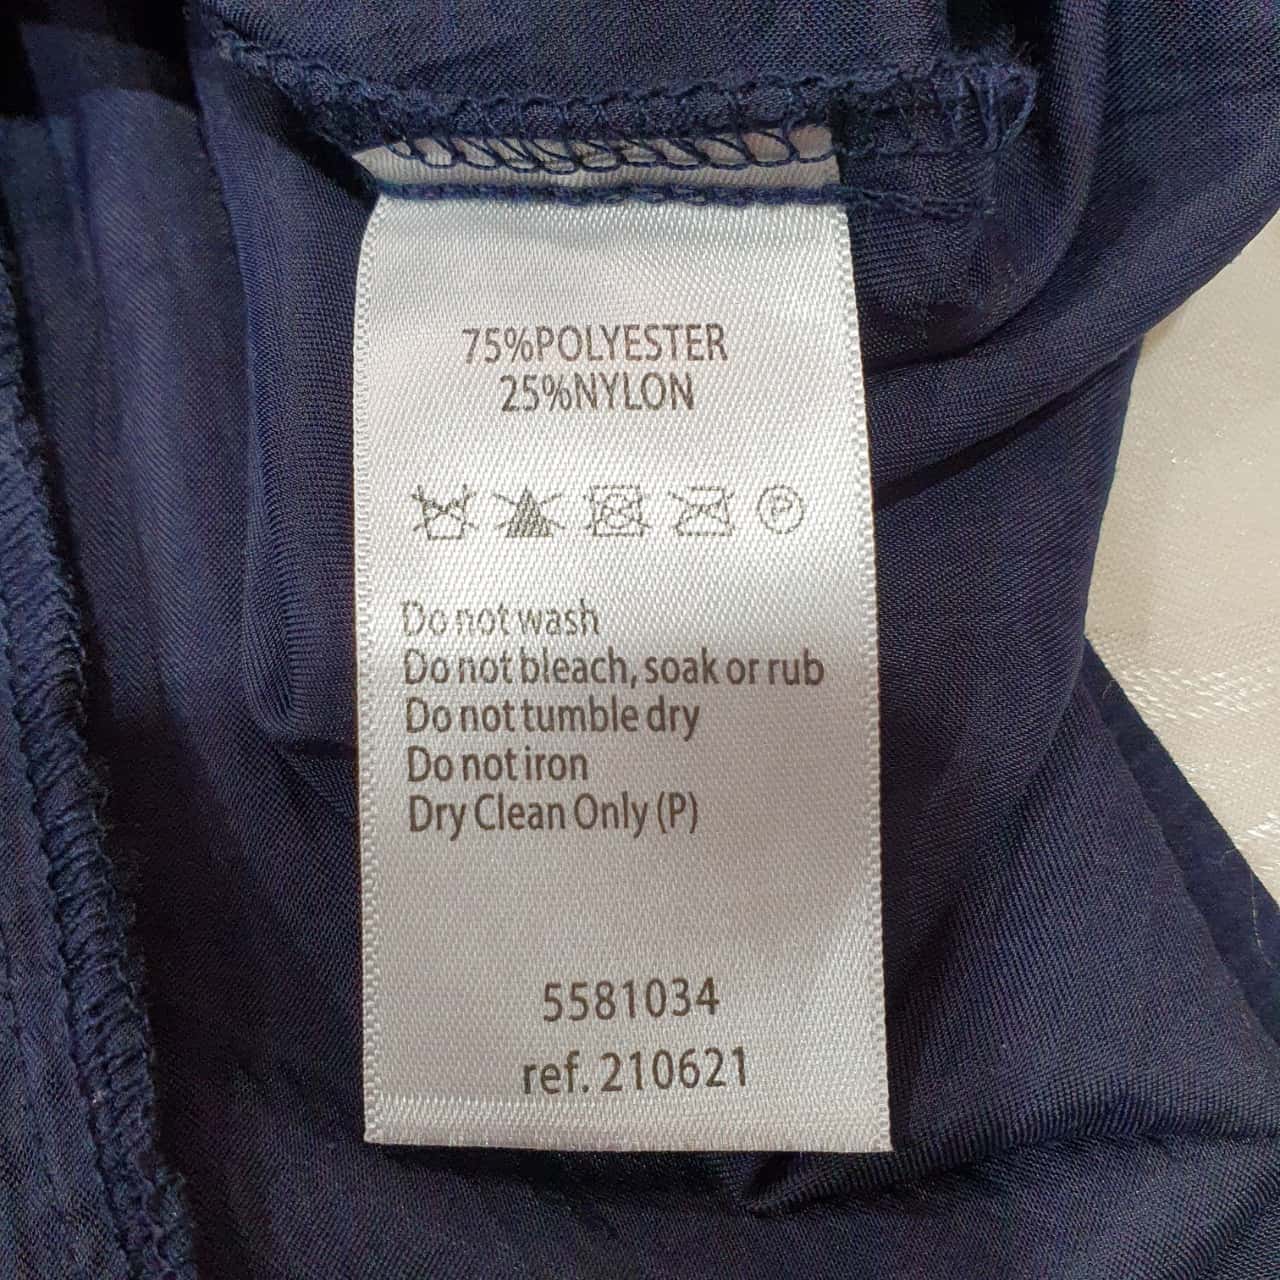 75%POLYESTER
25%NYLON
P
Do not wash
Do not bleach, soak or rub
Do not tumble dry
Do not iron
Dry Clean Only (P)
5581034
ref. 210621